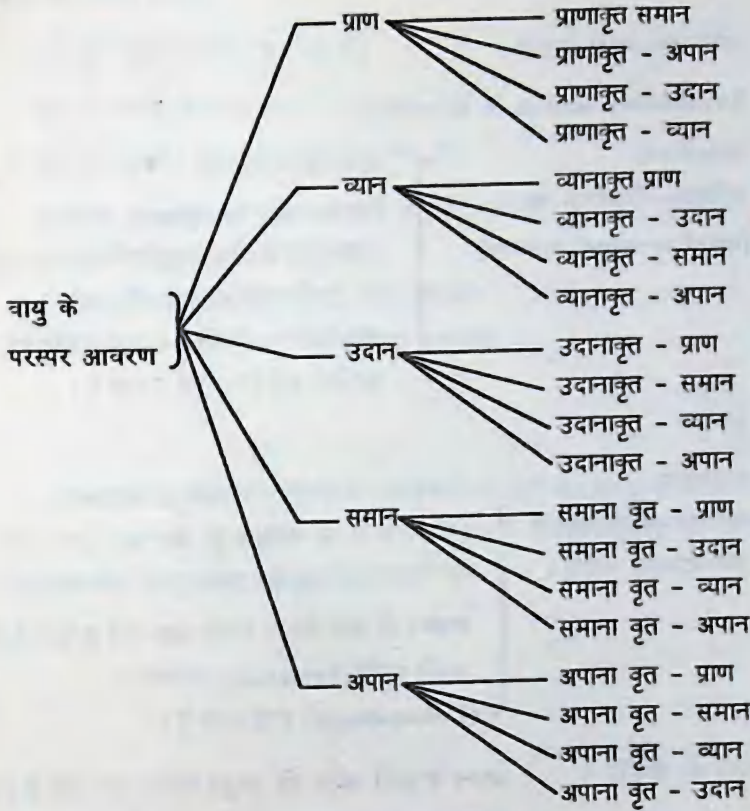 प्राण
प्राणाक्ृत समान
प्राणाक्ृत - अपान
प्राणाक्ृत - उदान
प्राणाक्ृत - व्यान
व्यान
व्यानाक्ृत प्राण
व्यानाक्ृत - उदान
व्यानाक्ृत - समान
व्यानाक्ृत - अपान
वायु के
परस्पर आवरण
उदान
उदानाक्ृत - प्राण
उदानाक्ृत - समान
उदानाक्ृत - व्यान
उदानाक्ृत - अपान
समान
समाना वृत - प्राण
समाना वृत - उदान
समाना वृत - व्यान
समाना वृत - अपान
अपान
अपाना वृत - प्राण
अपाना वृत - समान
अपाना वृत - व्यान
अपाना वृत - उदान